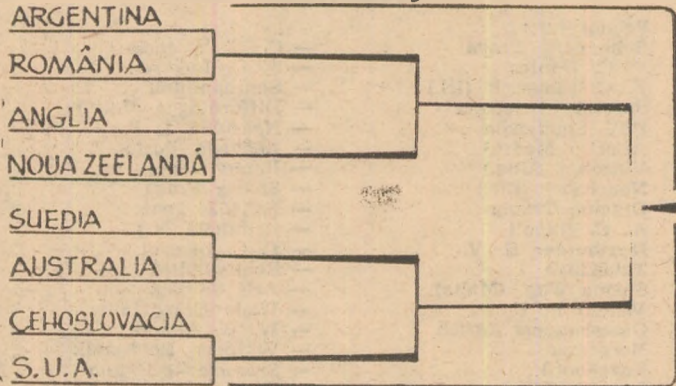 ARGENTINA
ROMÂNIA
ANGLIA
NOUA ZEELANDĂ
SUEDIA
AUSTRALIA
CEHOSLOVACIA
S.U.A.